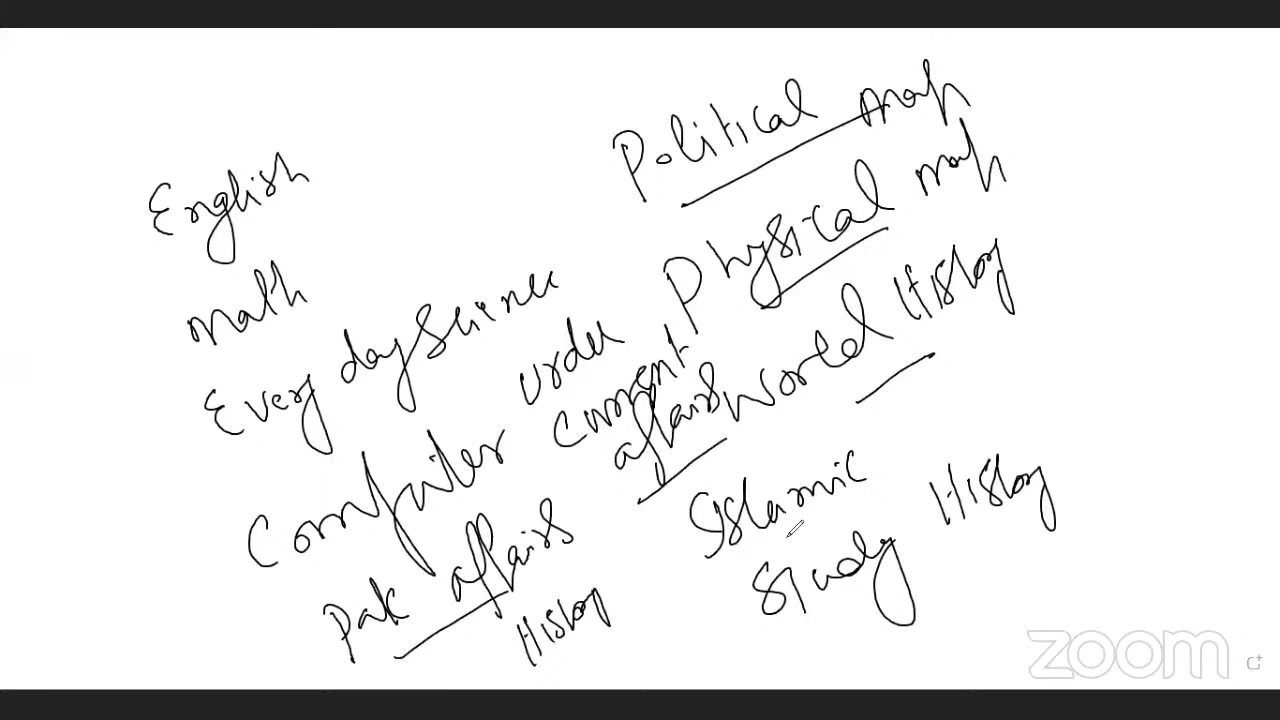 English
Math
Every day Science
Urdu
Computer
Current
affairs
Pak affairs
History
Political map
Physical map
World History
Islamic
Study History
zoom